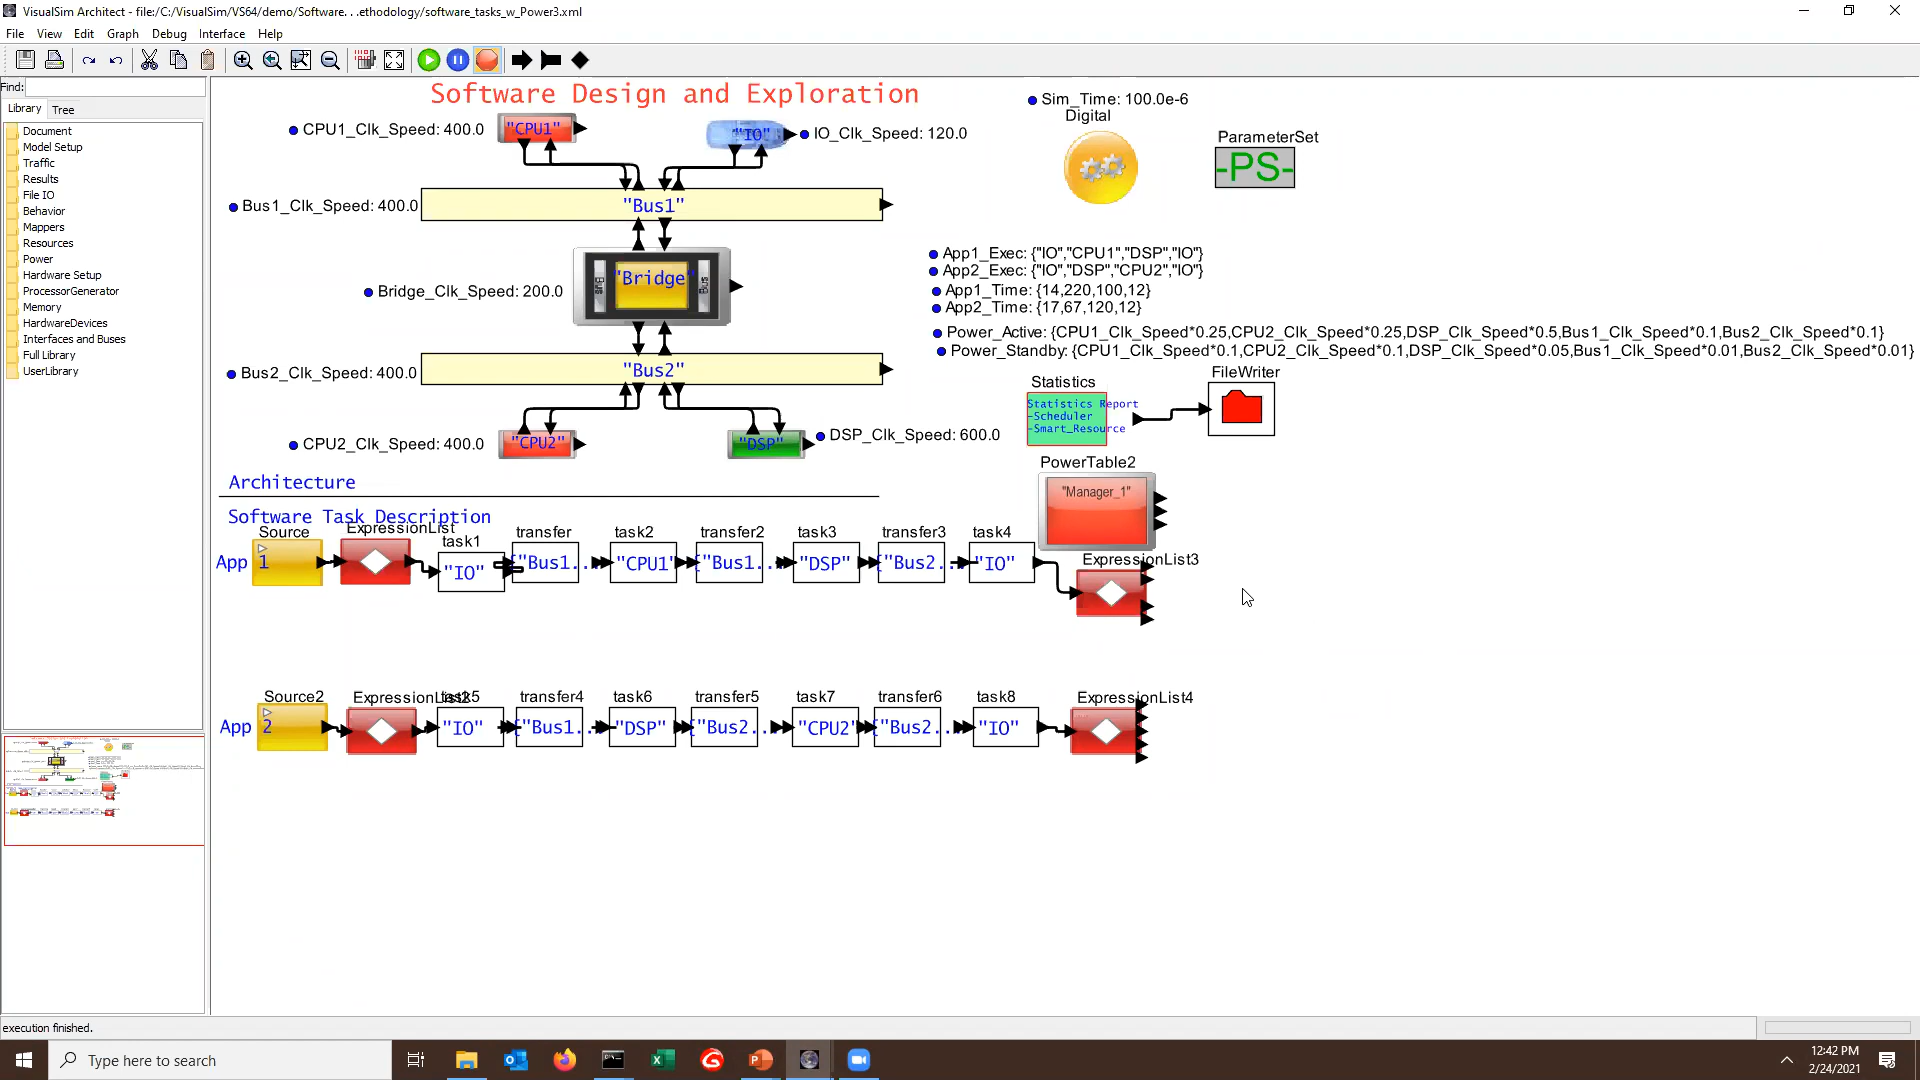 VisualSim Architect - file:/C:/VisualSim/VS64/demo/Software. . .ethodology/software_tasks_w_Power3.xml
File View Edit Graph Debug Interface Help
Find:
Library Tree
Document
Model Setup
Traffic
Results
File IO
Behavior
Mappers
Resources
Power
Hardware Setup
ProcessorGenerator
Memory
HardwareDevices
Interfaces and Buses
Full Library
UserLibrary
Software Design and Exploration
CPU1_Clk_Speed: 400.0
"CPU1"
"IO"
IO_Clk_Speed: 120.0
Sim_Time: 100.0e-6
Digital
ParameterSet
-PS-
Bus1_Clk_Speed: 400.0
"Bus1"
Bridge_Clk_Speed: 200.0
"Bridge"
Bus
Bus
App1_Exec: {"IO","CPU1","DSP","IO"}
App2_Exec: {"IO","DSP","CPU2","IO"}
App1_Time: {14,220,100,12}
App2_Time: {17,67,120,12}
Power_Active: {CPU1_Clk_Speed*0.25,CPU2_Clk_Speed*0.25,DSP_Clk_Speed*0.5,Bus1_Clk_Speed*0.1,Bus2_Clk_Speed*0.1}
Power_Standby: {CPU1_Clk_Speed*0.1,CPU2_Clk_Speed*0.1,DSP_Clk_Speed*0.05,Bus1_Clk_Speed*0.01,Bus2_Clk_Speed*0.01}
Bus2_Clk_Speed: 400.0
"Bus2"
Statistics
Statistics Report
-Scheduler
-Smart_Resource
FileWriter
CPU2_Clk_Speed: 400.0
"CPU2"
"DSP"
DSP_Clk_Speed: 600.0
PowerTable2
"Manager_1"
Architecture
Software Task Description
Source ExpressionList task1 transfer task2 transfer2 task3 transfer3 task4 ExpressionList3
App 1 "IO" {"Bus1... "CPU1" {"Bus1... "DSP" {"Bus2... "IO"
Source2 ExpressionList2 task5 transfer4 task6 transfer5 task7 transfer6 task8 ExpressionList4
App 2 "IO" {"Bus1... "DSP" {"Bus2... "CPU2" {"Bus2... "IO"
execution finished.
Type here to search
12:42 PM
2/24/2021